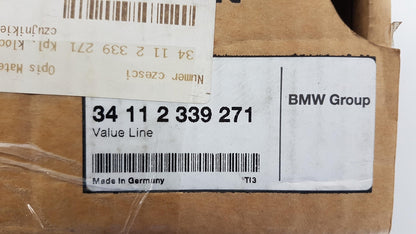 Numer części
34 11 2 339 271 Kpl. kloc
czujnikie
Opis Mate
34 11 2 339 271
Value Line
BMW Group
Made in Germany
TI3